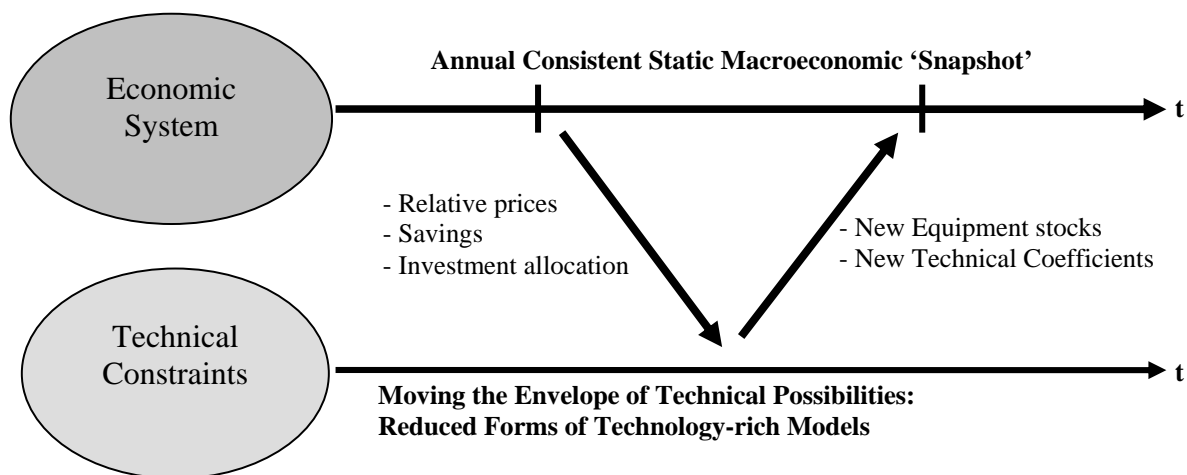 Annual Consistent Static Macroeconomic ‘Snapshot’
Economic
System
t
- Relative prices
- Savings
- Investment allocation
- New Equipment stocks
- New Technical Coefficients
Technical
Constraints
t
Moving the Envelope of Technical Possibilities:
Reduced Forms of Technology-rich Models